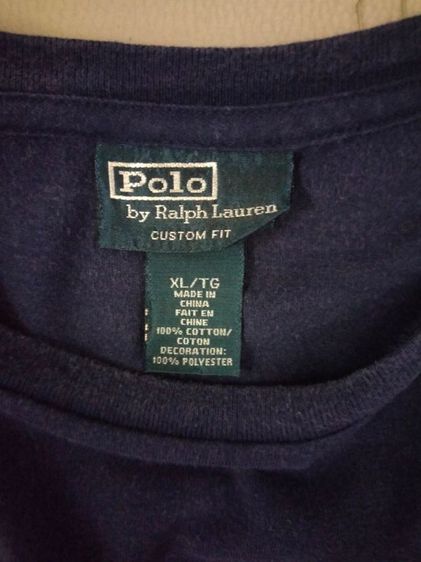 Polo
by Ralph Lauren
CUSTOM FIT
XL/TG
MADE IN
CHINA
FAIT EN
CHINE
100% COTTON/
COTON
DECORATION:
100% POLYESTER